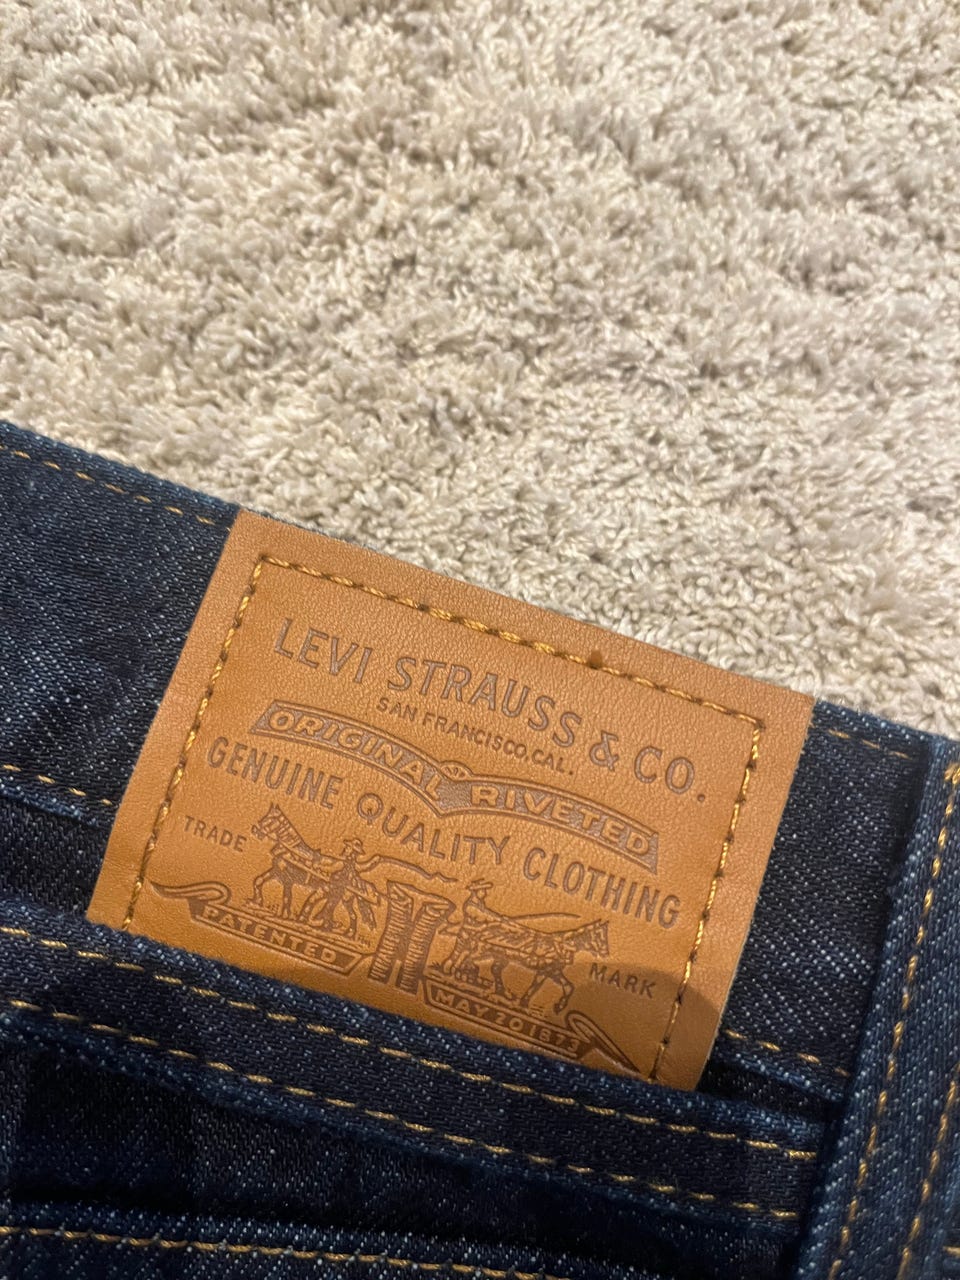 LEVI STRAUSS & CO.
SAN FRANCISCO, CAL.
ORIGINAL RIVETED
GENUINE QUALITY CLOTHING
TRADE MARK
PATENTED MAY 20 1873